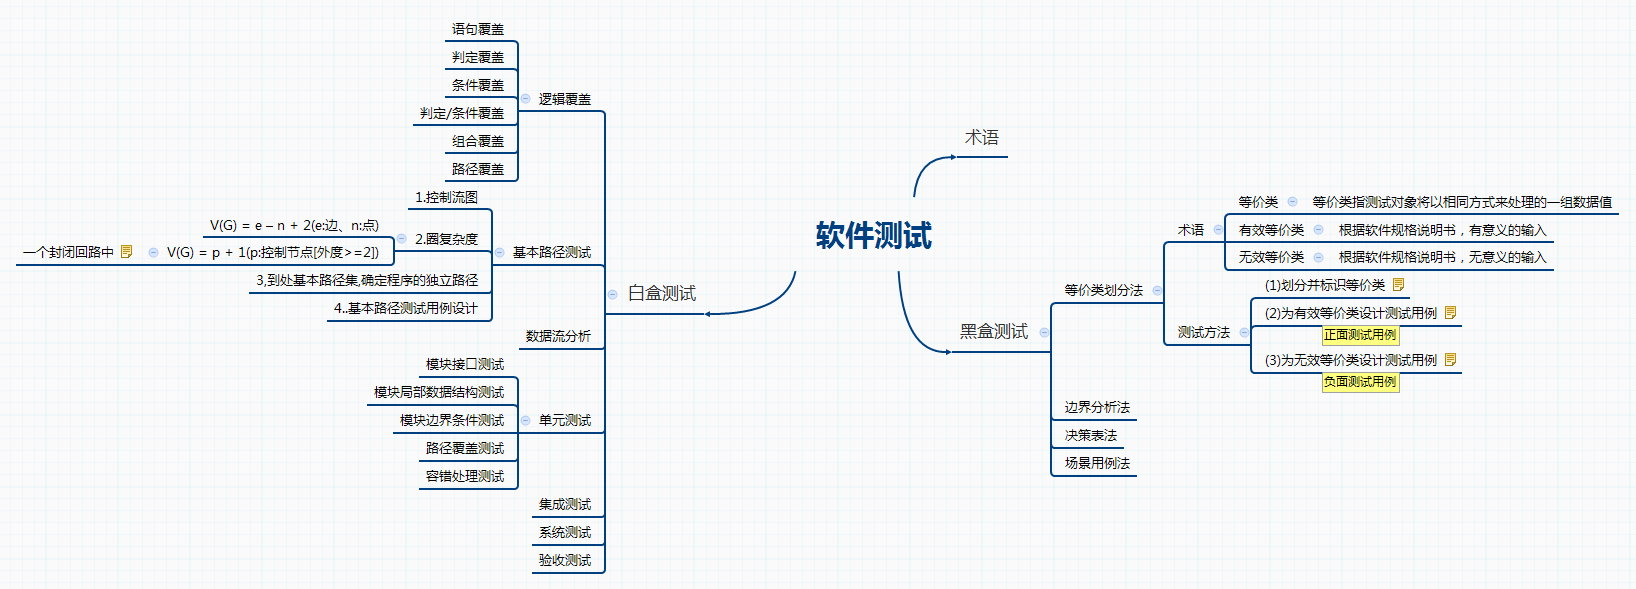 软件测试
术语
黑盒测试
等价类划分法
术语
等价类
等价类指测试对象将以相同方式来处理的一组数据值
有效等价类
根据软件规格说明书，有意义的输入
无效等价类
根据软件规格说明书，无意义的输入
测试方法
(1)划分并标识等价类
(2)为有效等价类设计测试用例
正面测试用例
(3)为无效等价类设计测试用例
负面测试用例
边界分析法
决策表法
场景用例法
白盒测试
逻辑覆盖
语句覆盖
判定覆盖
条件覆盖
判定/条件覆盖
组合覆盖
路径覆盖
基本路径测试
1.控制流图
2.圈复杂度
V(G) = e – n + 2(e:边、n:点)
V(G) = p + 1(p:控制节点[外度>=2])
一个封闭回路中
3,到处基本路径集,确定程序的独立路径
4..基本路径测试用例设计
数据流分析
单元测试
模块接口测试
模块局部数据结构测试
模块边界条件测试
路径覆盖测试
容错处理测试
集成测试
系统测试
验收测试